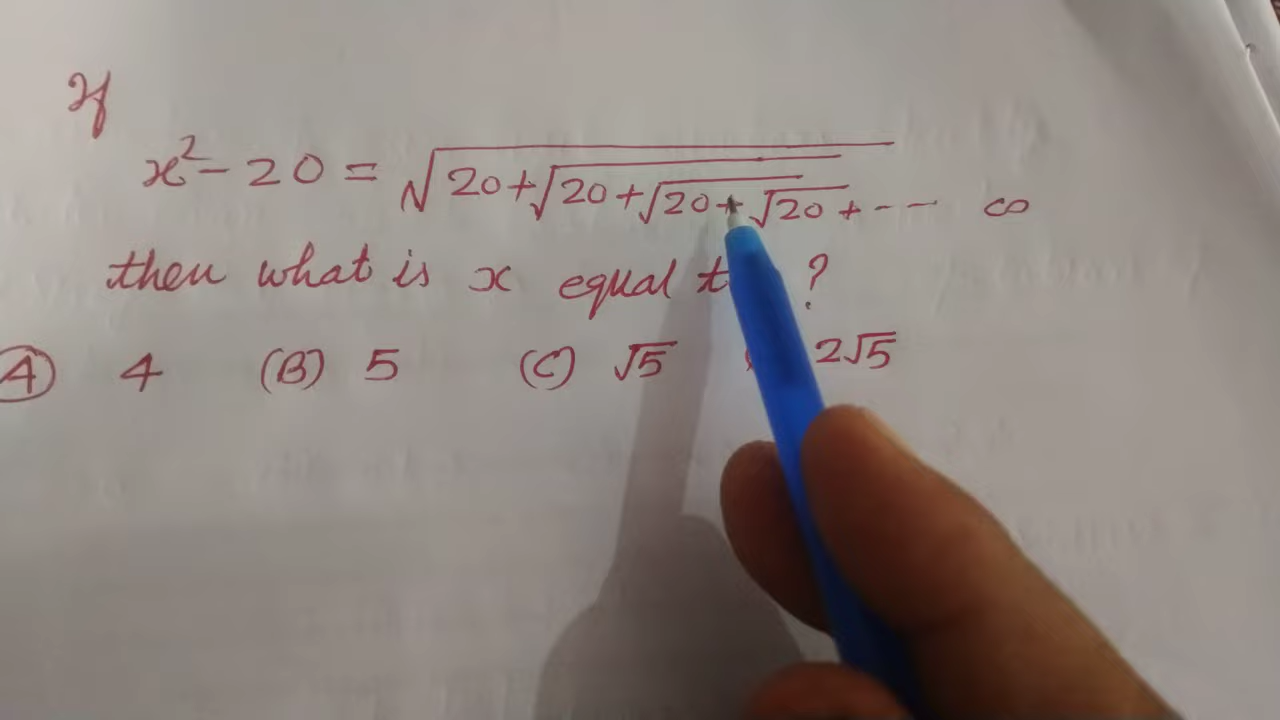 If
x² - 20 = √20 + √20 + √20 + √20 + - - - ∞
then what is x equal ?
(A) 4 (B) 5 (C) √5 2√5